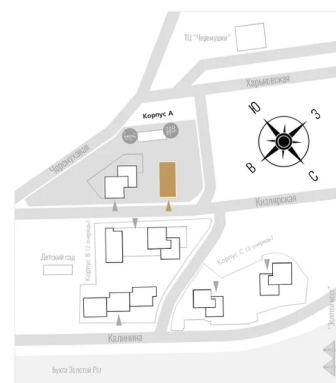 ТЦ "Черемушки"
Харьковская
Корпус А
Черемуховая
Ю
З
В
С
Кизлярская
Детский сад
Корпус В (2 очередь)
Корпус С (3 очередь)
Калинина
бухта Золотой Рог